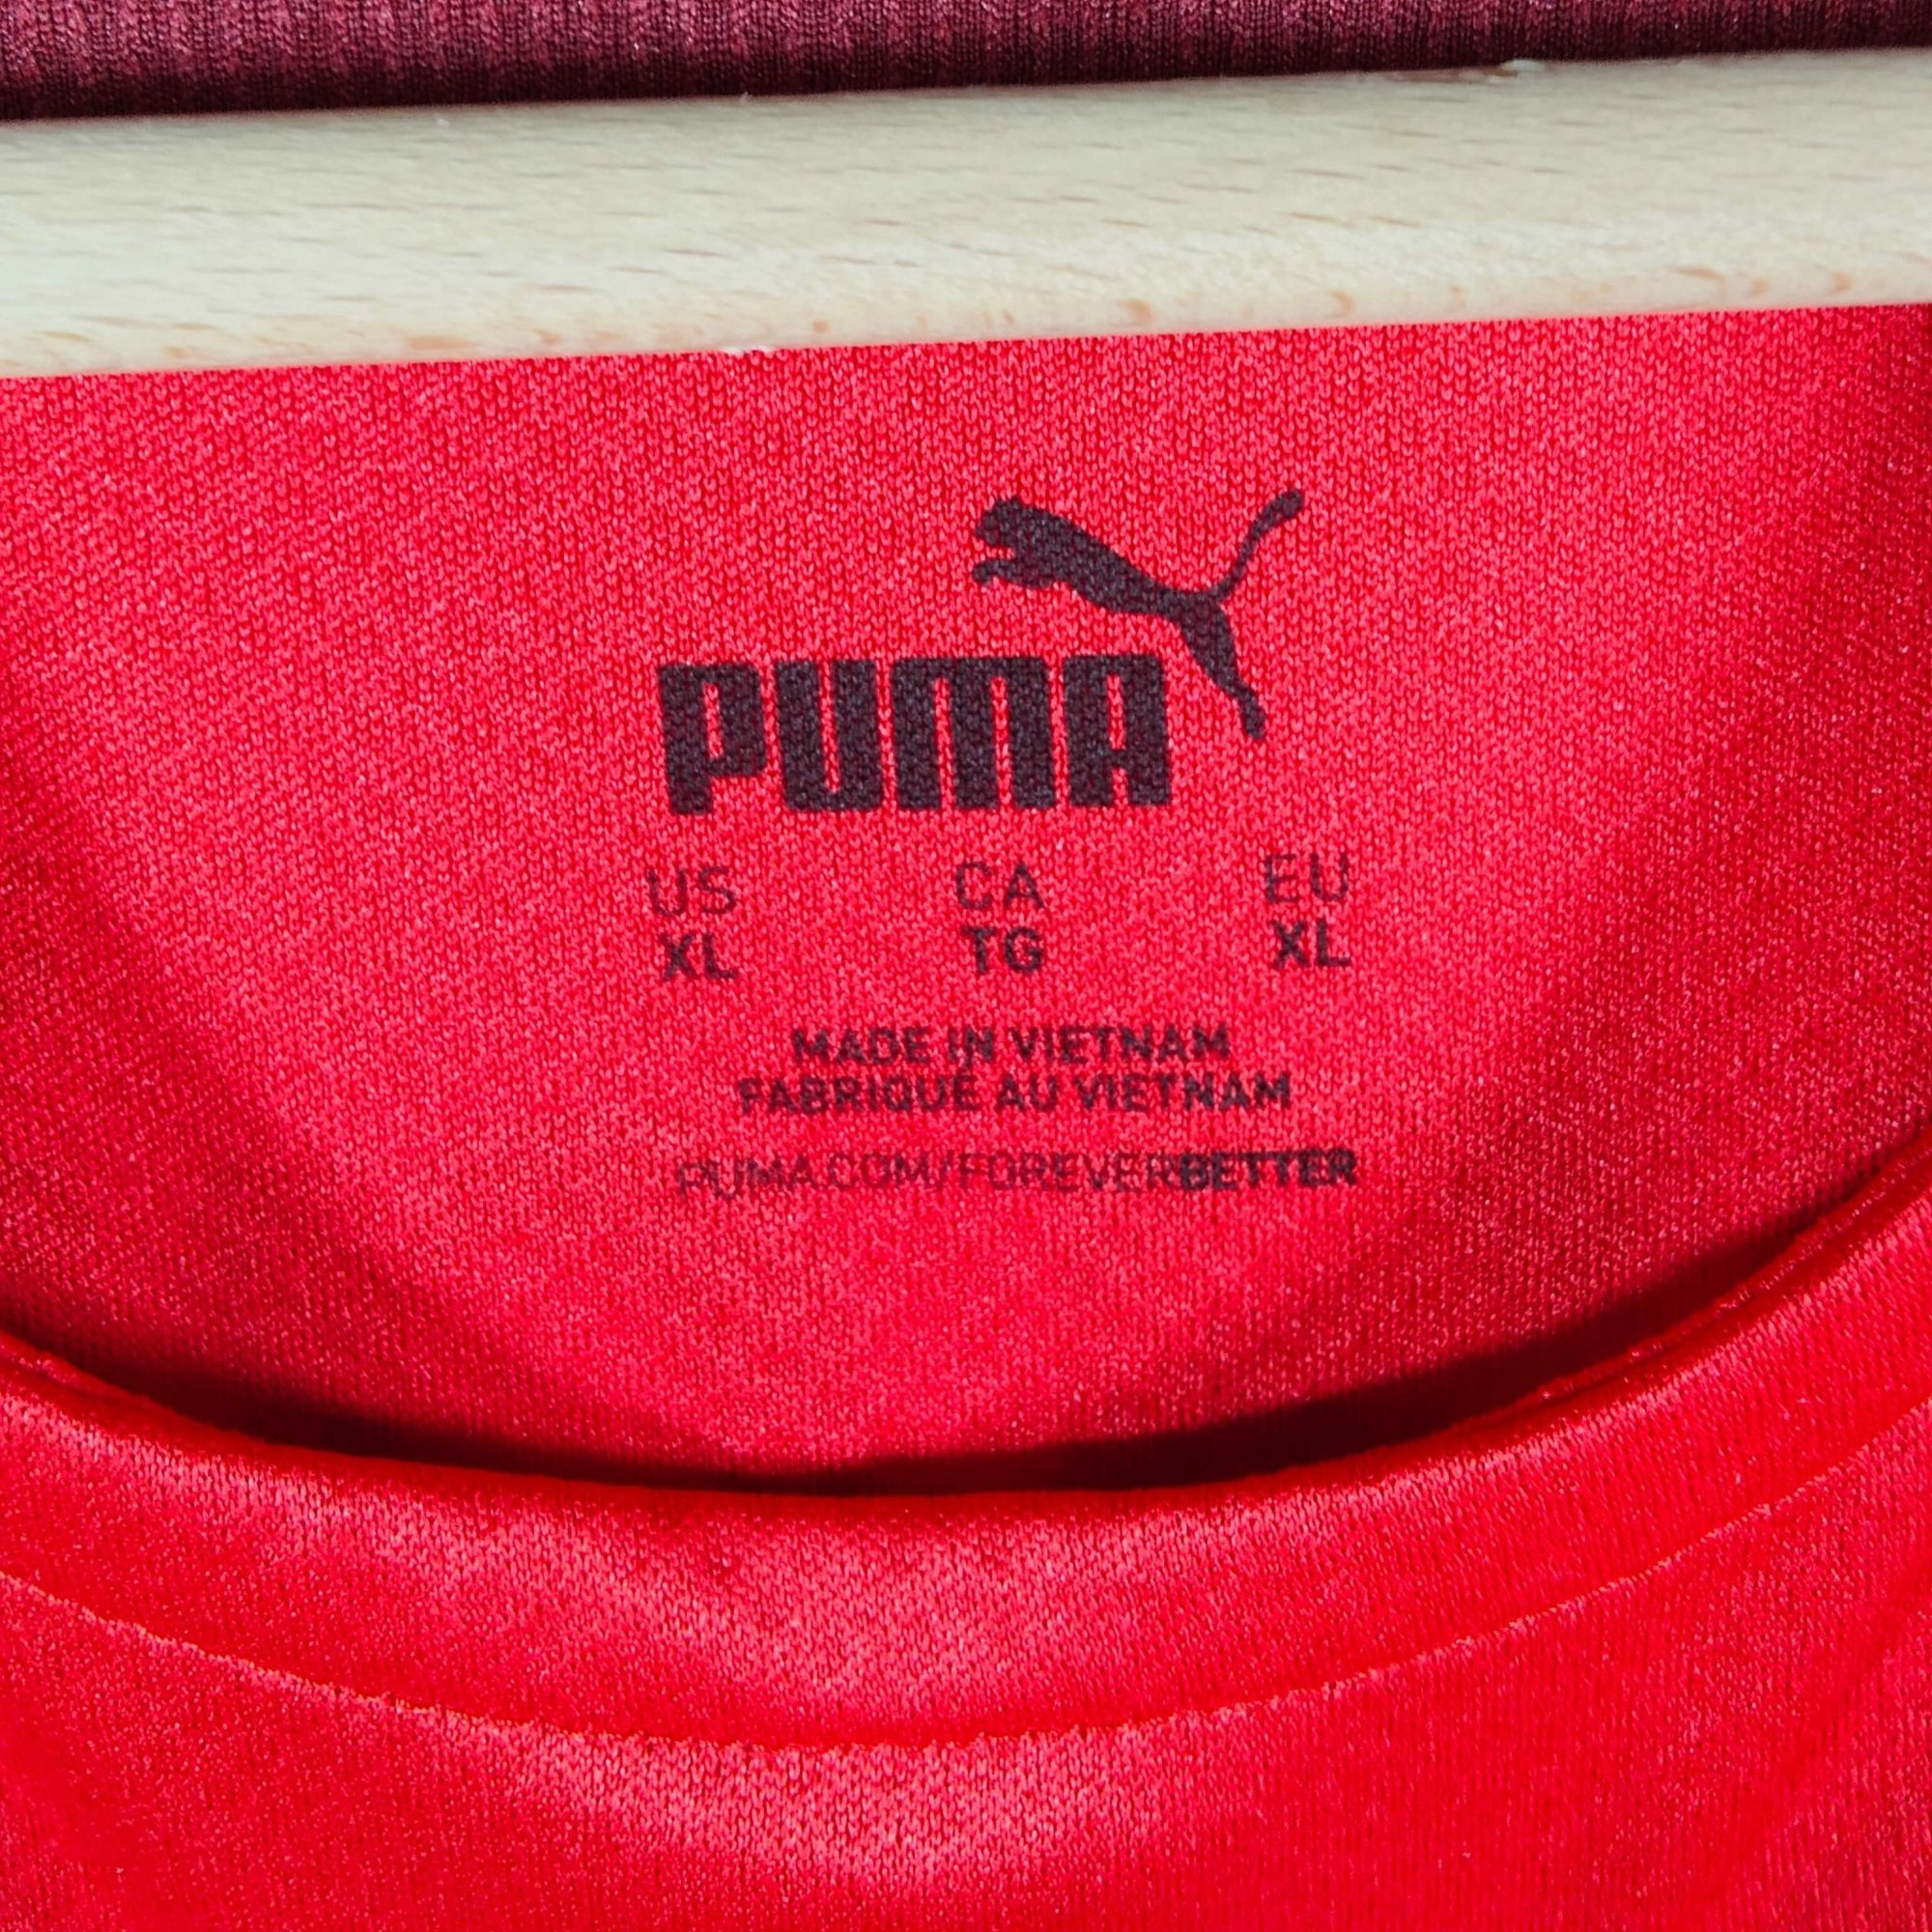 PUMA
US CA EU
XL TG XL
MADE IN VIETNAM
FABRIQUÉ AU VIETNAM
PUMA.COM/FOREVERBETTER